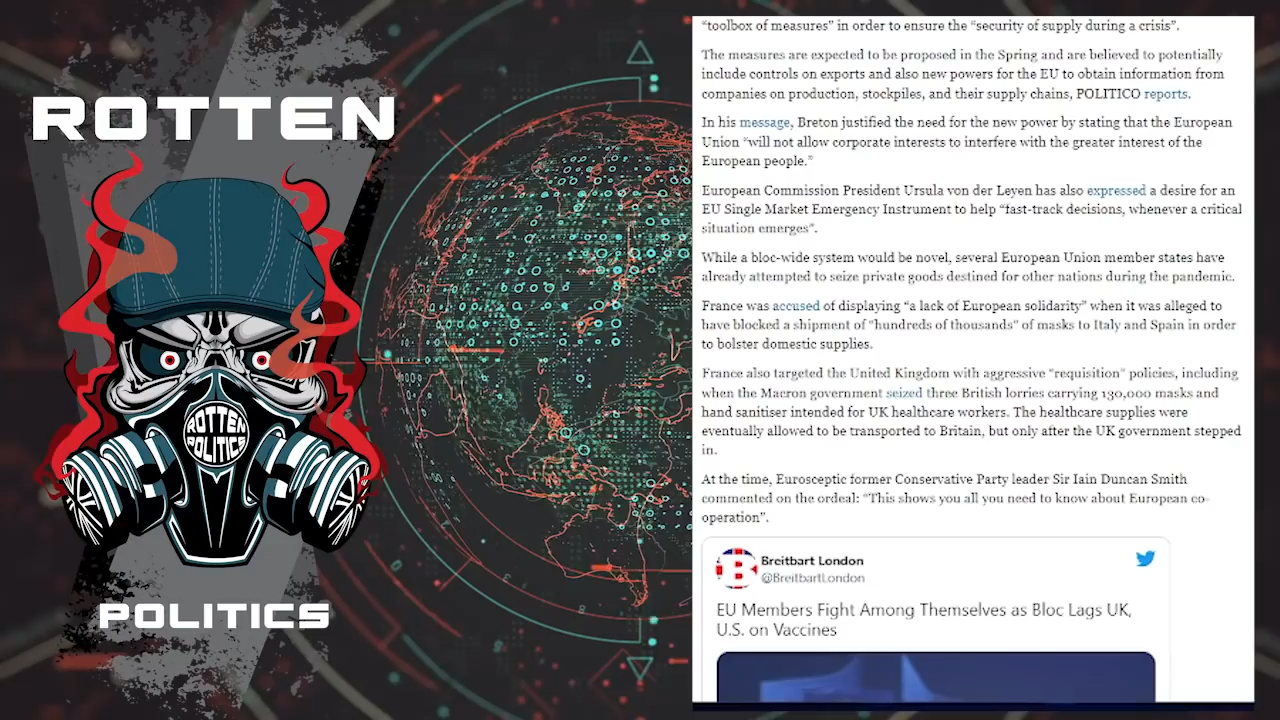 ROTTEN
ROTTEN
POLITICS
POLITICS
“toolbox of measures” in order to ensure the “security of supply during a crisis”.
The measures are expected to be proposed in the Spring and are believed to potentially
include controls on exports and also new powers for the EU to obtain information from
companies on production, stockpiles, and their supply chains, POLITICO reports.
In his message, Breton justified the need for the new power by stating that the European
Union “will not allow corporate interests to interfere with the greater interest of the
European people.”
European Commission President Ursula von der Leyen has also expressed a desire for an
EU Single Market Emergency Instrument to help “fast-track decisions, whenever a critical
situation emerges”.
While a bloc-wide system would be novel, several European Union member states have
already attempted to seize private goods destined for other nations during the pandemic.
France was accused of displaying “a lack of European solidarity” when it was alleged to
have blocked a shipment of “hundreds of thousands” of masks to Italy and Spain in order
to bolster domestic supplies.
France also targeted the United Kingdom with aggressive “requisition” policies, including
when the Macron government seized three British lorries carrying 130,000 masks and
hand sanitiser intended for UK healthcare workers. The healthcare supplies were
eventually allowed to be transported to Britain, but only after the UK government stepped
in.
At the time, Eurosceptic former Conservative Party leader Sir Iain Duncan Smith
commented on the ordeal: “This shows you all you need to know about European co-
operation”.
B
Breitbart London
@BreitbartLondon
EU Members Fight Among Themselves as Bloc Lags UK,
U.S. on Vaccines